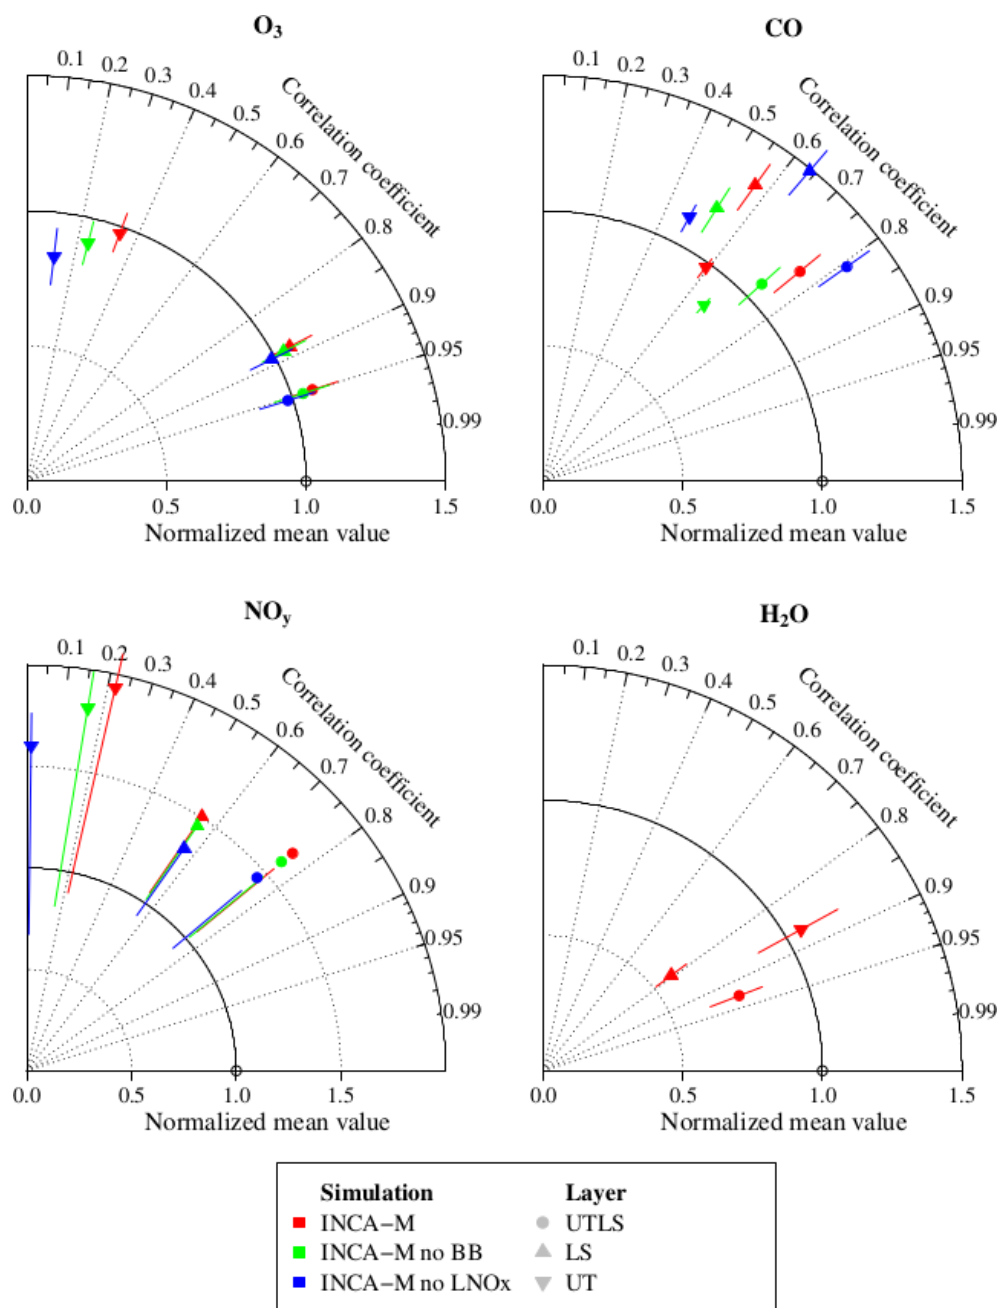 O₃
0.1
0.2
0.3
0.4
0.5
0.6
0.7
0.8
0.9
0.95
0.99
Correlation coefficient
0.0 0.5 1.0 1.5
Normalized mean value
CO
0.1
0.2
0.3
0.4
0.5
0.6
0.7
0.8
0.9
0.95
0.99
Correlation coefficient
0.0 0.5 1.0 1.5
Normalized mean value
NOy
0.1
0.2
0.3
0.4
0.5
0.6
0.7
0.8
0.9
0.95
0.99
Correlation coefficient
0.0 0.5 1.0 1.5
Normalized mean value
H₂O
0.1
0.2
0.3
0.4
0.5
0.6
0.7
0.8
0.9
0.95
0.99
Correlation coefficient
0.0 0.5 1.0 1.5
Normalized mean value
Simulation Layer
INCA−M UTLS
INCA−M no BB LS
INCA−M no LNOx UT